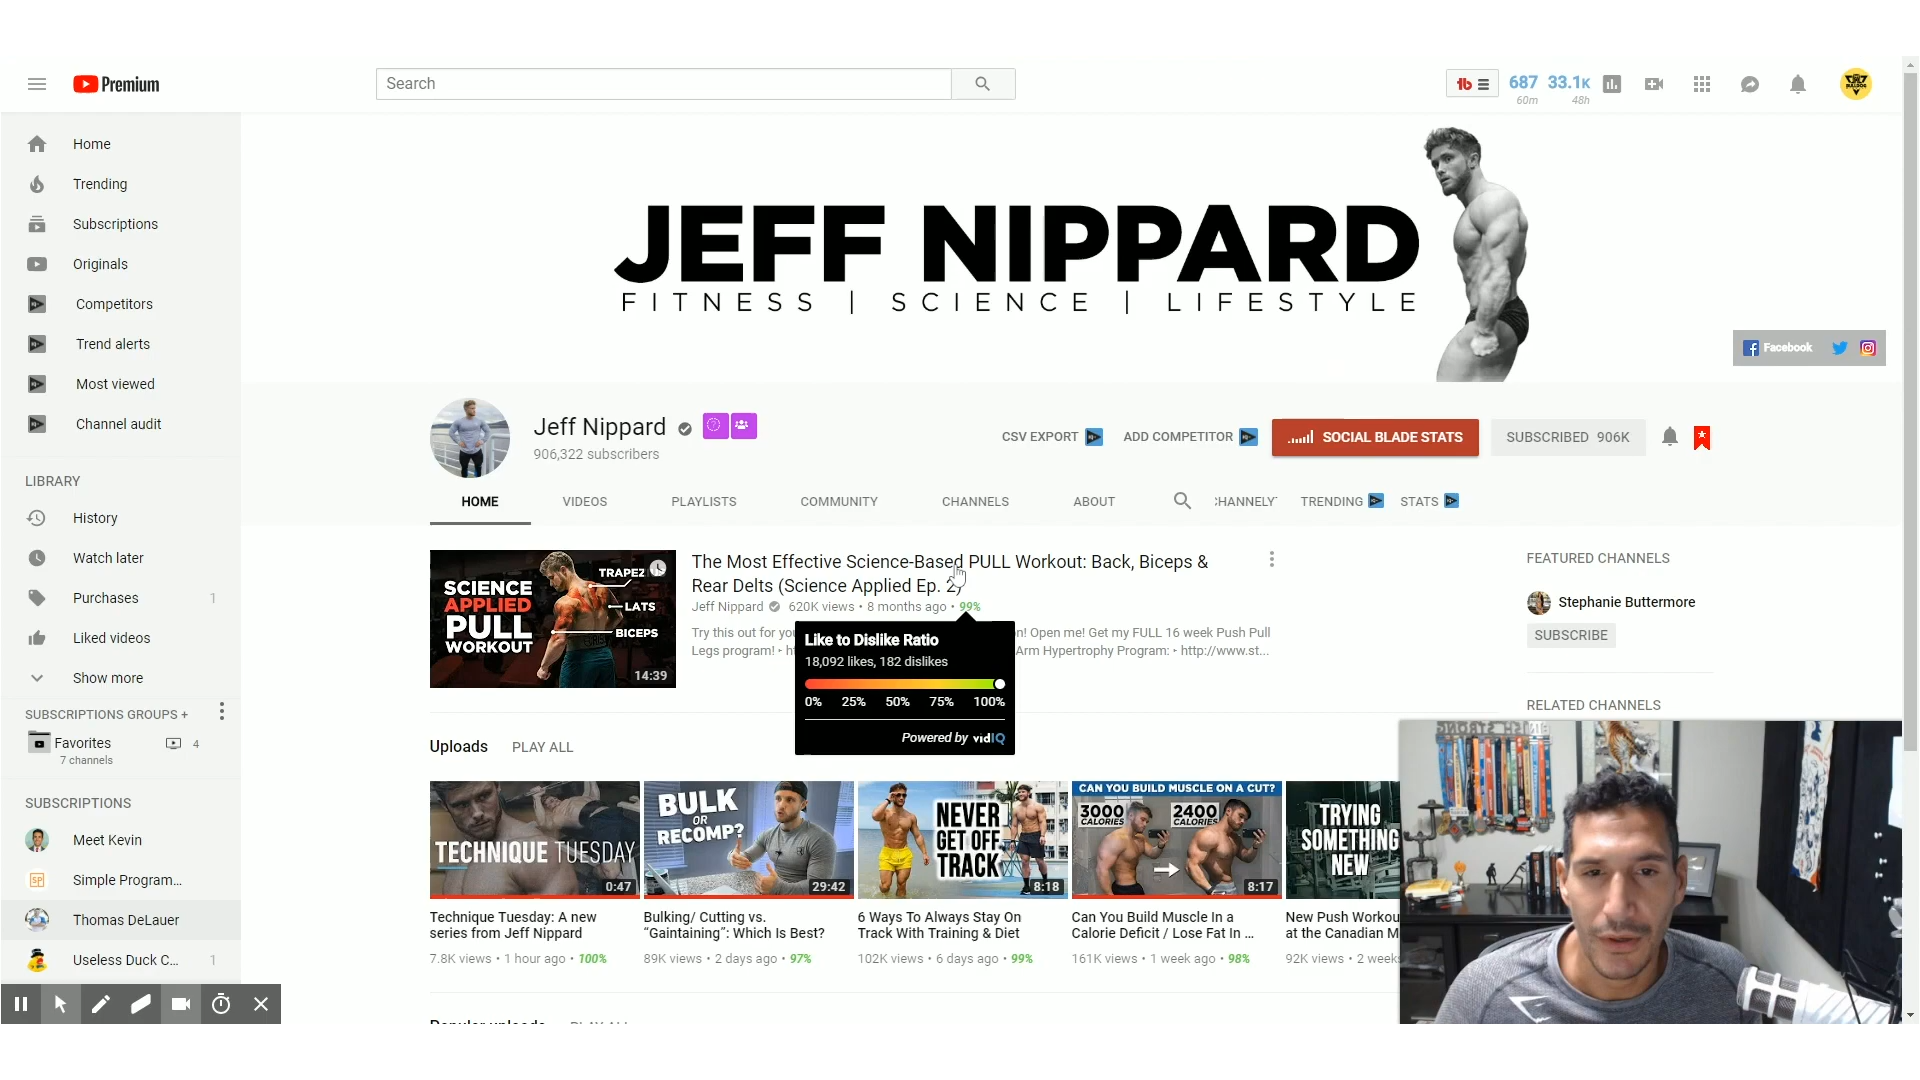 Premium
Search
687 33.1K
60m 48h
Home
Trending
Subscriptions
Originals
Competitors
Trend alerts
Most viewed
Channel audit
LIBRARY
History
Watch later
Purchases 1
Liked videos
Show more
SUBSCRIPTIONS GROUPS +
Favorites 4
7 channels
SUBSCRIPTIONS
Meet Kevin
SP Simple Program...
Thomas DeLauer
Useless Duck C... 1
JEFF NIPPARD
FITNESS | SCIENCE | LIFESTYLE
Facebook
Jeff Nippard
906,322 subscribers
CSV EXPORT ADD COMPETITOR SOCIAL BLADE STATS SUBSCRIBED 906K
HOME VIDEOS PLAYLISTS COMMUNITY CHANNELS ABOUT TRENDING STATS
SCIENCE
APPLIED
PULL
WORKOUT
LATS
BICEPS
14:39
The Most Effective Science-Based PULL Workout: Back, Biceps &
Rear Delts (Science Applied Ep. 2)
Jeff Nippard 620K views • 8 months ago • 99%
Try this out for you n! Open me! Get my FULL 16 week Push Pull
Legs program! • ht Arm Hypertrophy Program: • http://www.st...
Like to Dislike Ratio
18,092 likes, 182 dislikes
0% 25% 50% 75% 100%
Powered by vidIQ
FEATURED CHANNELS
Stephanie Buttermore
SUBSCRIBE
RELATED CHANNELS
Uploads PLAY ALL
TECHNIQUE TUESDAY
0:47
Technique Tuesday: A new
series from Jeff Nippard
7.8K views • 1 hour ago • 100%
BULK
OR
RECOMP?
29:42
Bulking/ Cutting vs.
“Gaintaining”: Which Is Best?
89K views • 2 days ago • 97%
NEVER
GET OFF
TRACK
8:18
6 Ways To Always Stay On
Track With Training & Diet
102K views • 6 days ago • 99%
CAN YOU BUILD MUSCLE ON A CUT?
3000 2400
CALORIES CALORIES
8:17
Can You Build Muscle In a
Calorie Deficit / Lose Fat In ...
161K views • 1 week ago • 98%
TRYING
SOMETHING
NEW
New Push Workou
at the Canadian M
92K views • 2 weeks